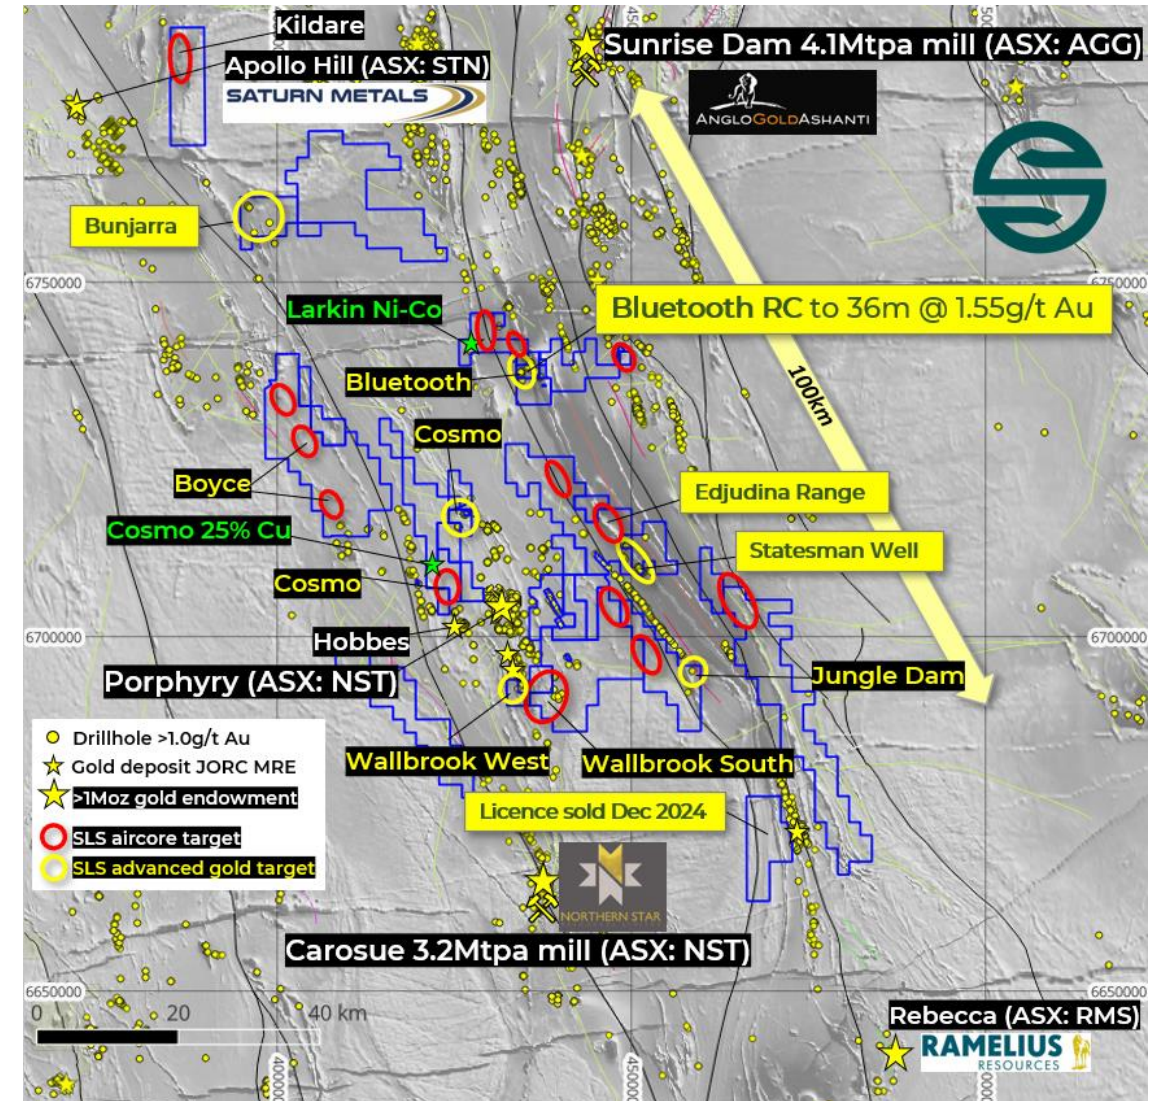 Kildare
Sunrise Dam 4.1Mtpa mill (ASX: AGG)
Apollo Hill (ASX: STN)
SATURN METALS
ANGLOGOLDASHANTI
Bunjarra
6750000
6750000
Larkin Ni-Co
Bluetooth RC to 36m @ 1.55g/t Au
Bluetooth
100km
Cosmo
Boyce
Edjudina Range
Cosmo 25% Cu
Statesman Well
Cosmo
Hobbes
6700000
6700000
Porphyry (ASX: NST)
Jungle Dam
Drillhole >1.0g/t Au
Gold deposit JORC MRE
>1Moz gold endowment
SLS aircore target
SLS advanced gold target
Wallbrook West
Wallbrook South
Licence sold Dec 2024
NORTHERN STAR
Carosue 3.2Mtpa mill (ASX: NST)
6650000
6650000
0
20
40 km
Rebecca (ASX: RMS)
RAMELIUS
RESOURCES
400000
450000